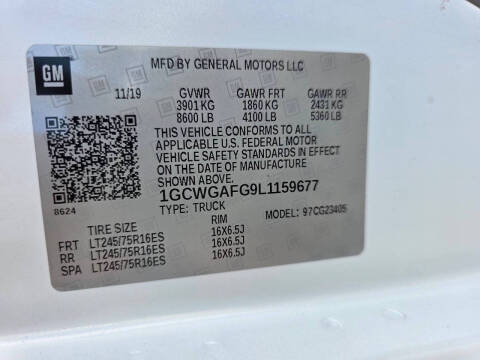 GM
MFD BY GENERAL MOTORS LLC
11/19 GVWR GAWR FRT GAWR RR
3901 KG 1860 KG 2431 KG
8600 LB 4100 LB 5360 LB
THIS VEHICLE CONFORMS TO ALL
APPLICABLE U.S. FEDERAL MOTOR
VEHICLE SAFETY STANDARDS IN EFFECT
ON THE DATE OF MANUFACTURE SHOWN ABOVE
1GCWGAFG9L1159677
8624 TYPE: TRUCK MODEL: 97CG23405
TIRE SIZE RIM
FRT LT245/75R16ES 16X6.5J
RR LT245/75R16ES 16X6.5J
SPA LT245/75R16ES 16X6.5J